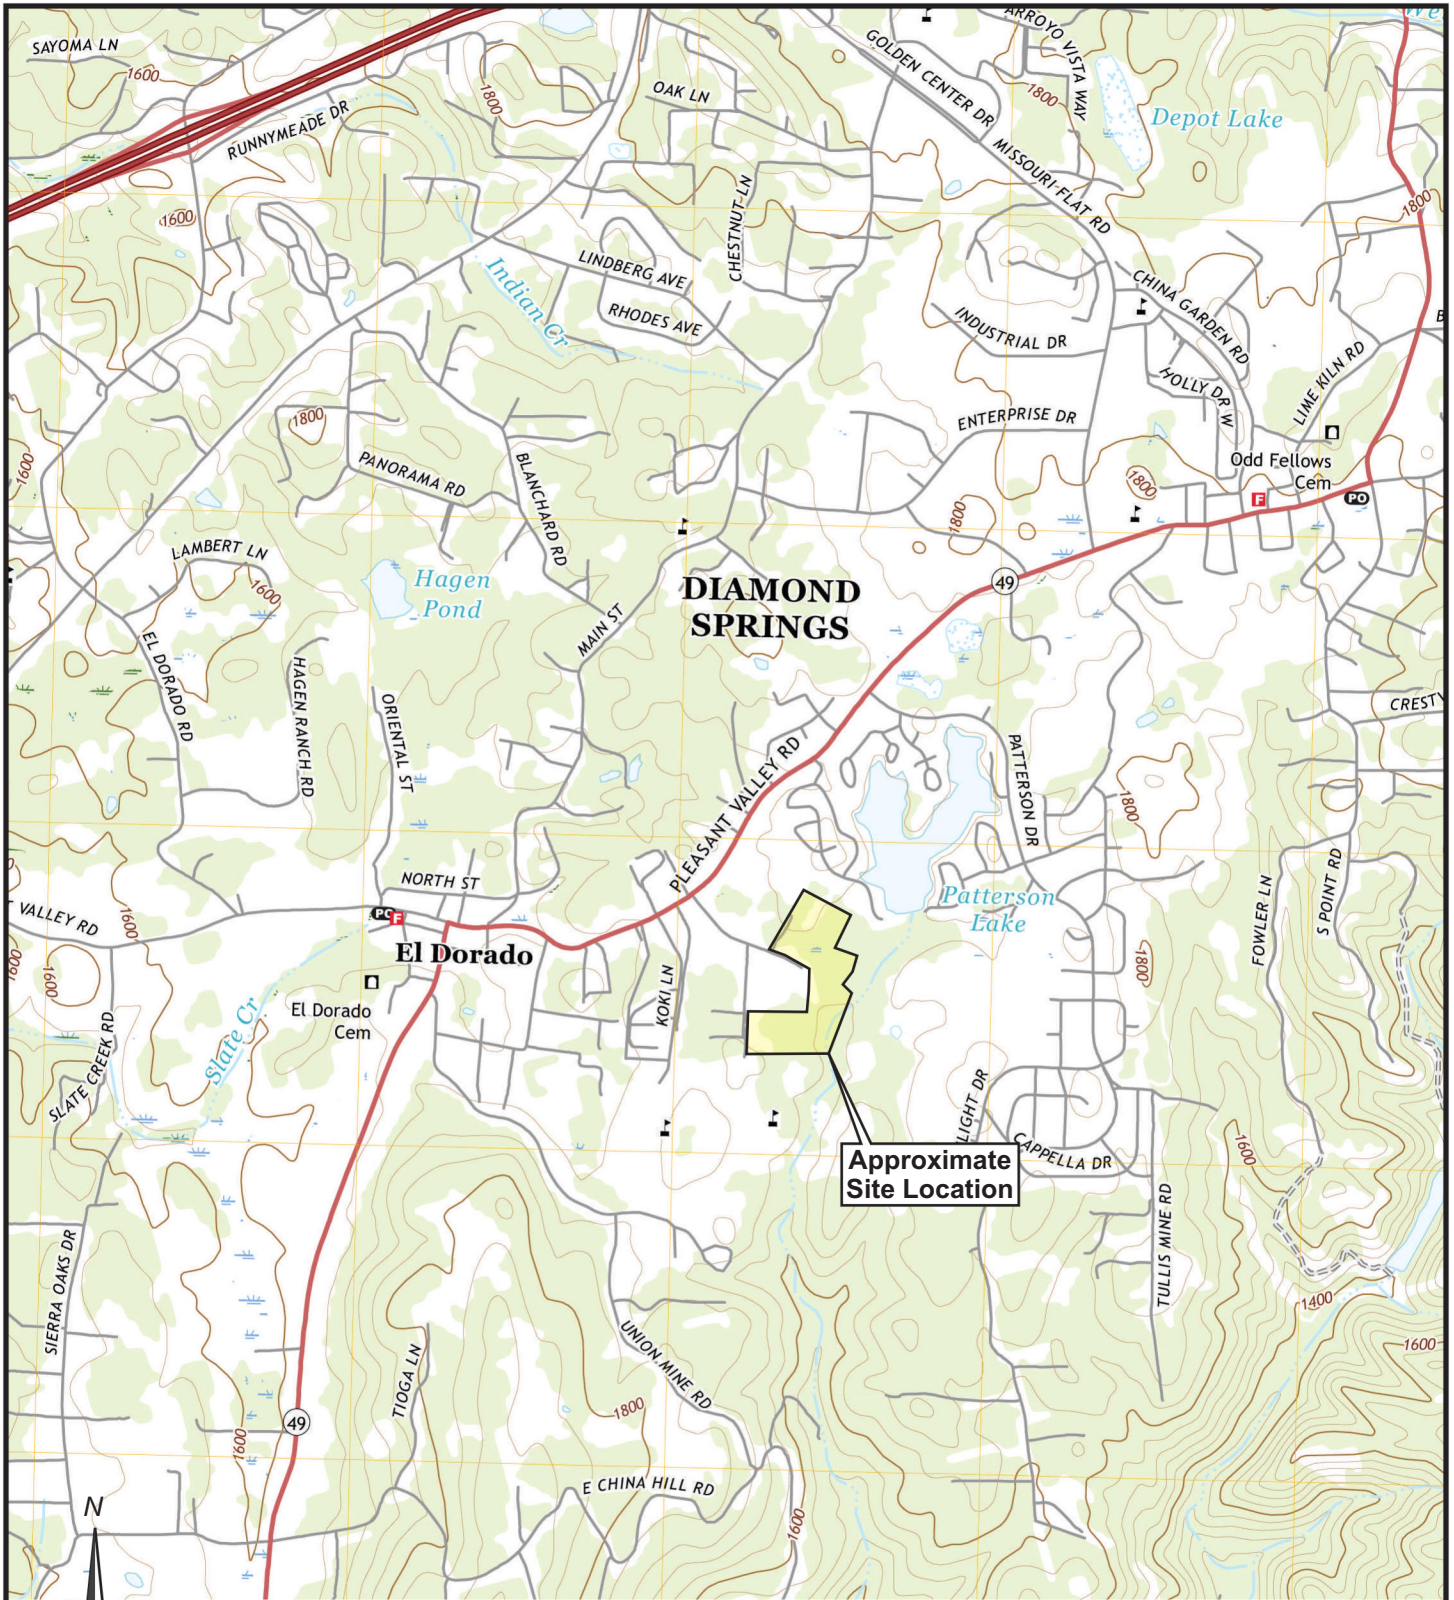 We
SAYOMA LN
1600
RUNNYMEADE DR
1800
OAK LN
GOLDEN CENTER DR
ARROYO VISTA WAY
1800
Depot Lake
MISSOURI FLAT RD
1600
1800
CHESTNUT LN
LINDBERG AVE
Indian Cr
RHODES AVE
CHINA GARDEN RD
INDUSTRIAL DR
B
LIME KILN RD
HOLLY DR W
ENTERPRISE DR
1800
1600
PANORAMA RD
BLANCHARD RD
Odd Fellows
Cem
F
PO
1800
1800
LAMBERT LN
1600
Hagen
Pond
DIAMOND
SPRINGS
49
MAIN ST
EL DORADO RD
HAGEN RANCH RD
ORIENTAL ST
CRESTY
PLEASANT VALLEY RD
PATTERSON DR
1800
S POINT RD
FOWLER LN
NORTH ST
Patterson
Lake
T VALLEY RD
1600
PO
F
El Dorado
1600
1600
1800
KOKI LN
El Dorado
Cem
Slate Cr
SLATE CREEK RD
LIGHT DR
CAPPELLA DR
1600
Approximate
Site Location
TULLIS MINE RD
SIERRA OAKS DR
1400
1600
UNION MINE RD
TIOGA LN
1800
49
1600
E CHINA HILL RD
1600
N